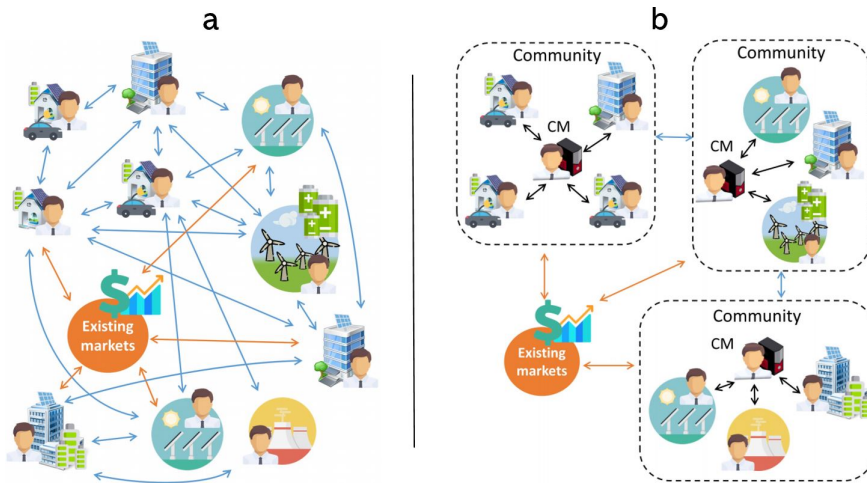 a
b
Existing
markets
Community
CM
Community
CM
Existing
markets
Community
CM